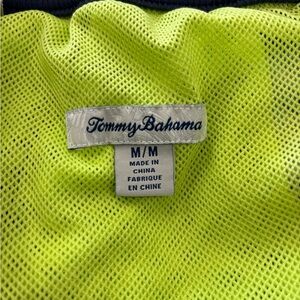 Tommy Bahama
M/M
MADE IN
CHINA
FABRIQUE
EN CHINE